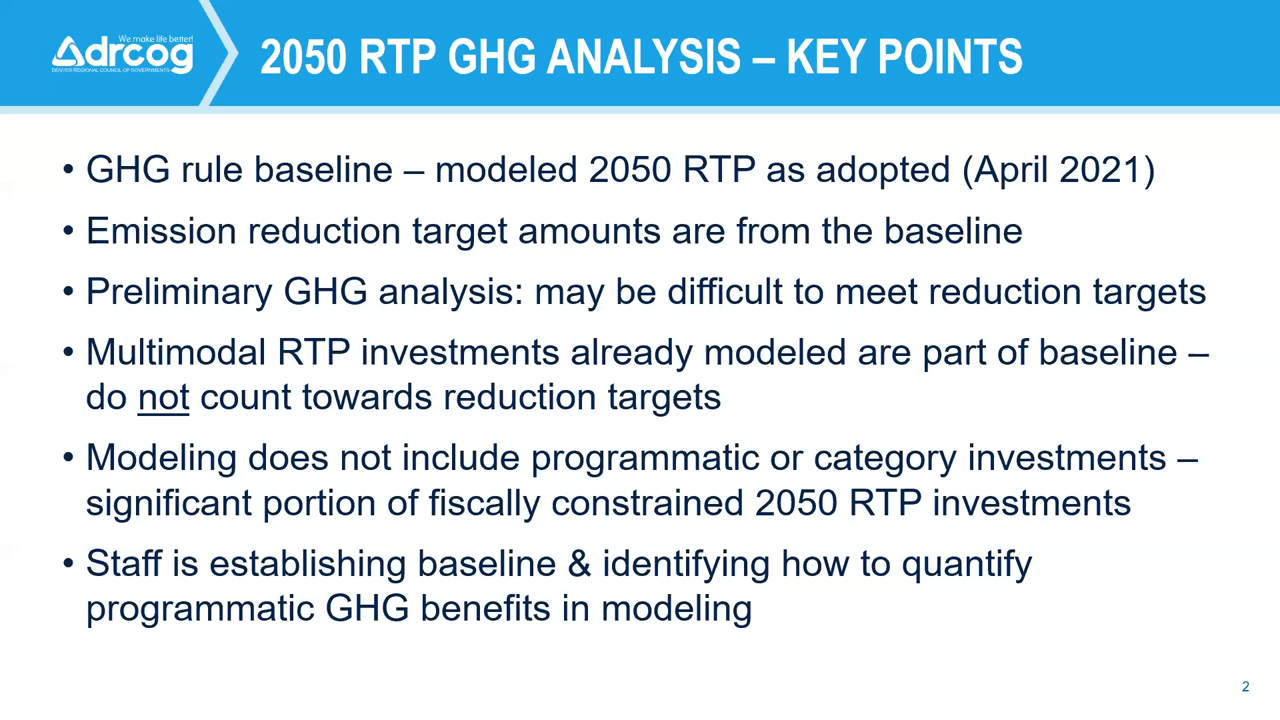 We make life better!
drcog
DENVER REGIONAL COUNCIL OF GOVERNMENTS
2050 RTP GHG ANALYSIS – KEY POINTS
• GHG rule baseline – modeled 2050 RTP as adopted (April 2021)
• Emission reduction target amounts are from the baseline
• Preliminary GHG analysis: may be difficult to meet reduction targets
• Multimodal RTP investments already modeled are part of baseline –
do not count towards reduction targets
• Modeling does not include programmatic or category investments –
significant portion of fiscally constrained 2050 RTP investments
• Staff is establishing baseline & identifying how to quantify
programmatic GHG benefits in modeling
2